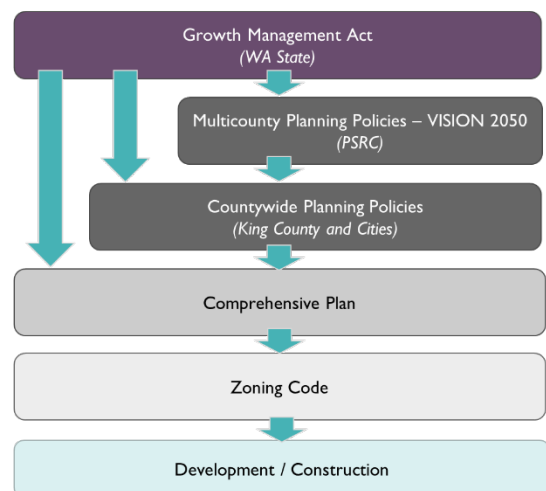 Growth Management Act
(WA State)
Multicounty Planning Policies – VISION 2050
(PSRC)
Countywide Planning Policies
(King County and Cities)
Comprehensive Plan
Zoning Code
Development / Construction